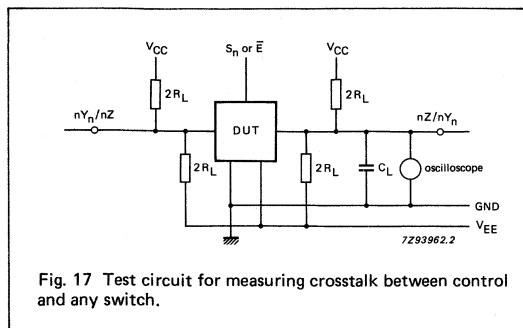 V_CC
S_n or E̅
V_CC
2R_L
2R_L
nY_n/nZ
DUT
nZ/nY_n
2R_L
2R_L
C_L
oscilloscope
GND
V_EE
7Z93962.2
Fig. 17 Test circuit for measuring crosstalk between control
and any switch.